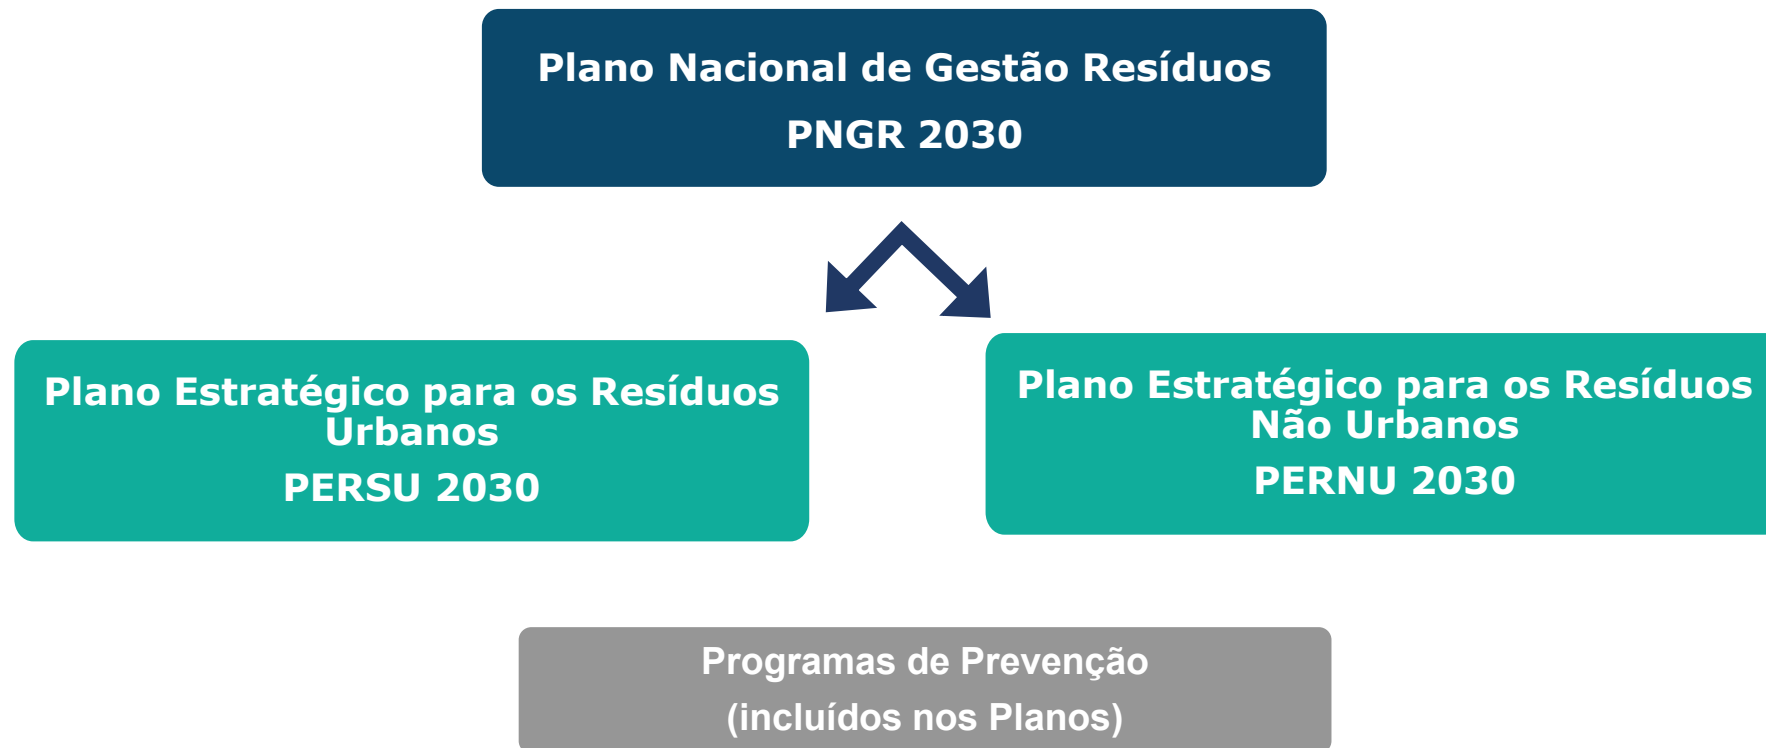 Plano Nacional de Gestão Resíduos
PNGR 2030
Plano Estratégico para os Resíduos
Urbanos
PERSU 2030
Plano Estratégico para os Resíduos
Não Urbanos
PERNU 2030
Programas de Prevenção
(incluídos nos Planos)